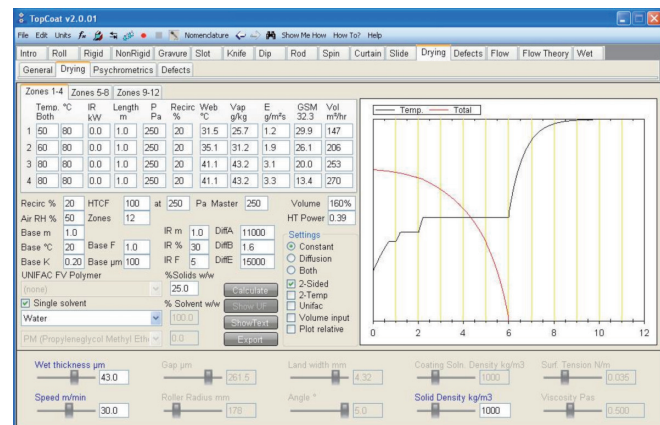 TopCoat v2.0.01
File Edit Units Nomenclature Show Me How How To? Help
Intro Roll Rigid NonRigid Gravure Slot Knife Dip Rod Spin Curtain Slide Drying Defects Flow Flow Theory Wet
General Drying Psychrometrics Defects
Zones 1-4 Zones 5-8 Zones 9-12
Temp. °C IR Length P Recirc Web Vap E GSM Vol
Both kW m Pa % °C g/kg g/m²s 32.3 m³/hr
1 50 80 0.0 1.0 250 20 31.5 25.7 1.2 29.9 147
2 60 80 0.0 1.0 250 20 35.1 31.2 1.9 26.1 206
3 80 80 0.0 1.0 250 20 41.1 43.2 3.1 20.0 253
4 80 80 0.0 1.0 250 20 41.1 43.2 3.3 13.4 270
Temp. Total
0 2 4 6 8 10 12
Recirc % 20 HTCF 100 at 250 Pa Master 250 Volume 160%
Air RH % 50 Zones 12 HT Power 0.39
Base m 1.0 IR m 1.0 DiffA 11000
Base °C 20 Base F 1.0 IR % 30 DiffB 1.6
Base K 0.20 Base µm 100 IR F 5 DiffE 15000
Settings
Constant
Diffusion
Both
2-Sided
2-Temp
Unifac
Volume input
Plot relative
UNIFAC FV Polymer %Solids w/w
(none) 25.0 Calculate
Single solvent % Solvent w/w Show UF
Water 100.0 ShowText
PM (Propyleneglycol Methyl Eth 0.0 Export
Wet thickness µm Gap µm Land width mm Coating Soln. Density kg/m3 Surf. Tension N/m
43.0 261.5 4.32 1000 0.035
Speed m/min Roller Radius mm Angle ° Solid Density kg/m3 Viscosity Pas
30.0 178 5.0 1000 0.500